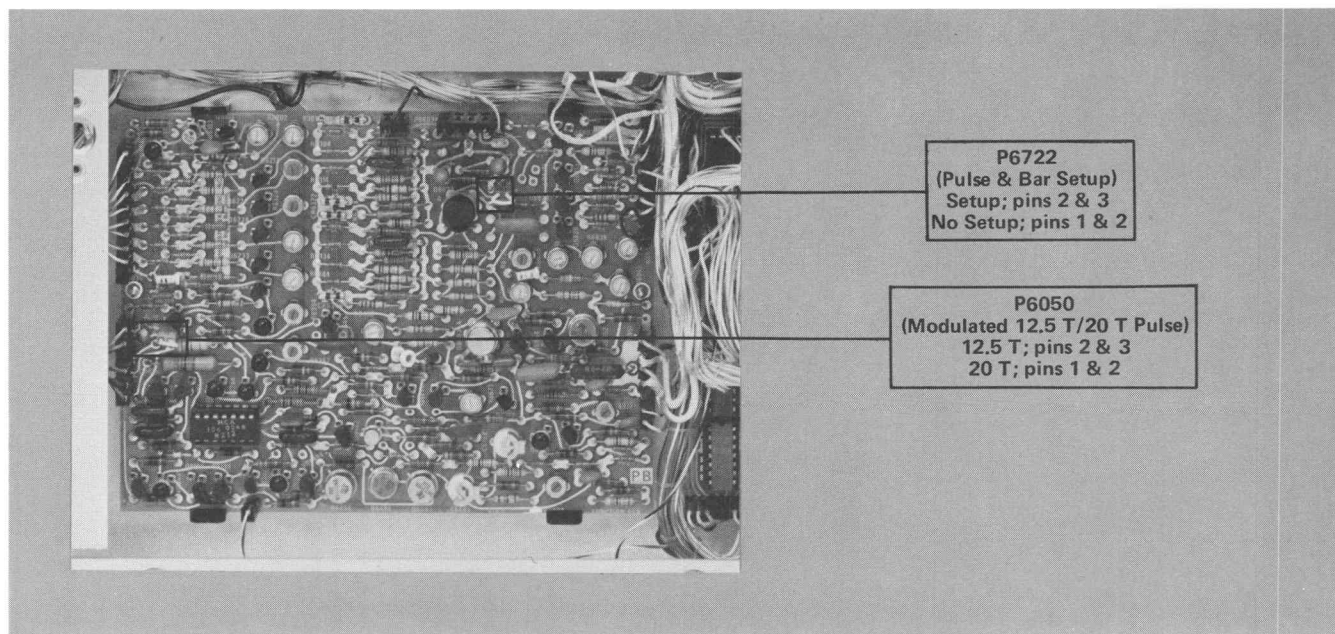 P6722
(Pulse & Bar Setup)
Setup; pins 2 & 3
No Setup; pins 1 & 2
P6050
(Modulated 12.5 T/20 T Pulse)
12.5 T; pins 2 & 3
20 T; pins 1 & 2
PB